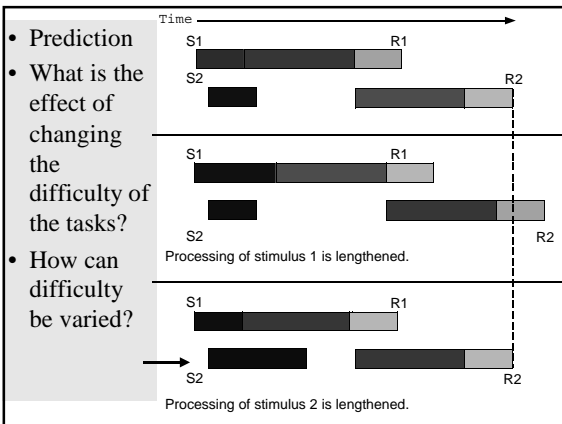 • Prediction
• What is the
effect of
changing
the
difficulty of
the tasks?
• How can
difficulty
be varied?
Time
S1 R1
S2 R2
S1 R1
S2 R2
Processing of stimulus 1 is lengthened.
S1 R1
S2 R2
Processing of stimulus 2 is lengthened.